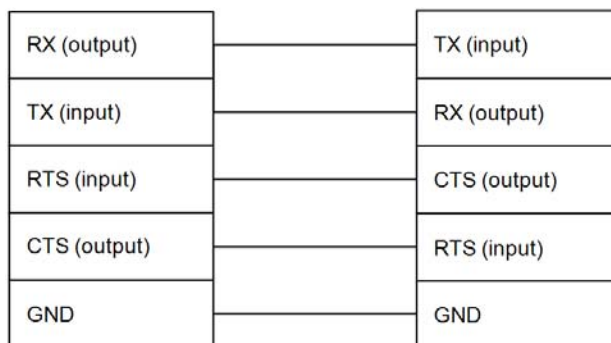 RX (output)
TX (input)
TX (input)
RX (output)
RTS (input)
CTS (output)
CTS (output)
RTS (input)
GND
GND